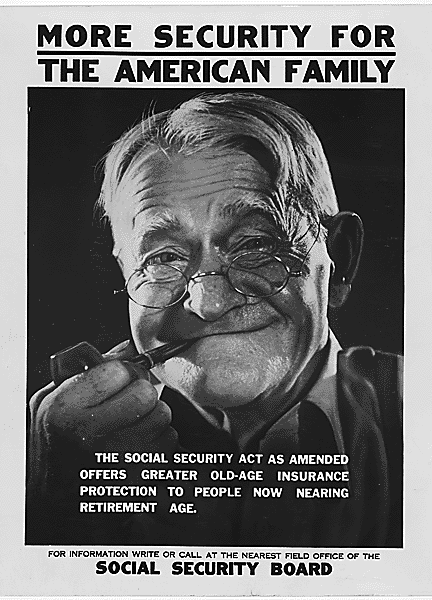 MORE SECURITY FOR
THE AMERICAN FAMILY
THE SOCIAL SECURITY ACT AS AMENDED
OFFERS GREATER OLD-AGE INSURANCE
PROTECTION TO PEOPLE NOW NEARING
RETIREMENT AGE.
FOR INFORMATION WRITE OR CALL AT THE NEAREST FIELD OFFICE OF THE
SOCIAL SECURITY BOARD